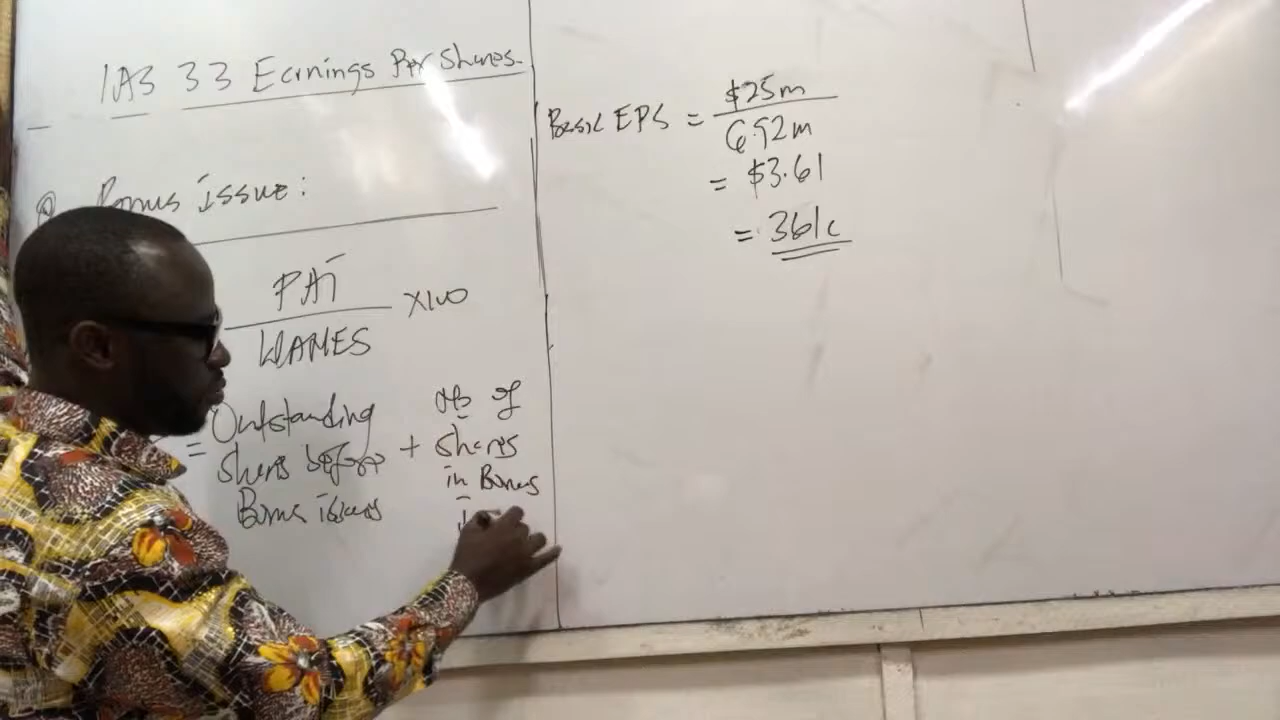 IAS 33 Earnings Per Shares
Bonus issue:
PAT
X100
WANES
= Outstanding
shares before
Bonus issues
+ No of
shares
in Bonus
Basic EPS = $25m
6.92m
= $3.61
= 361c